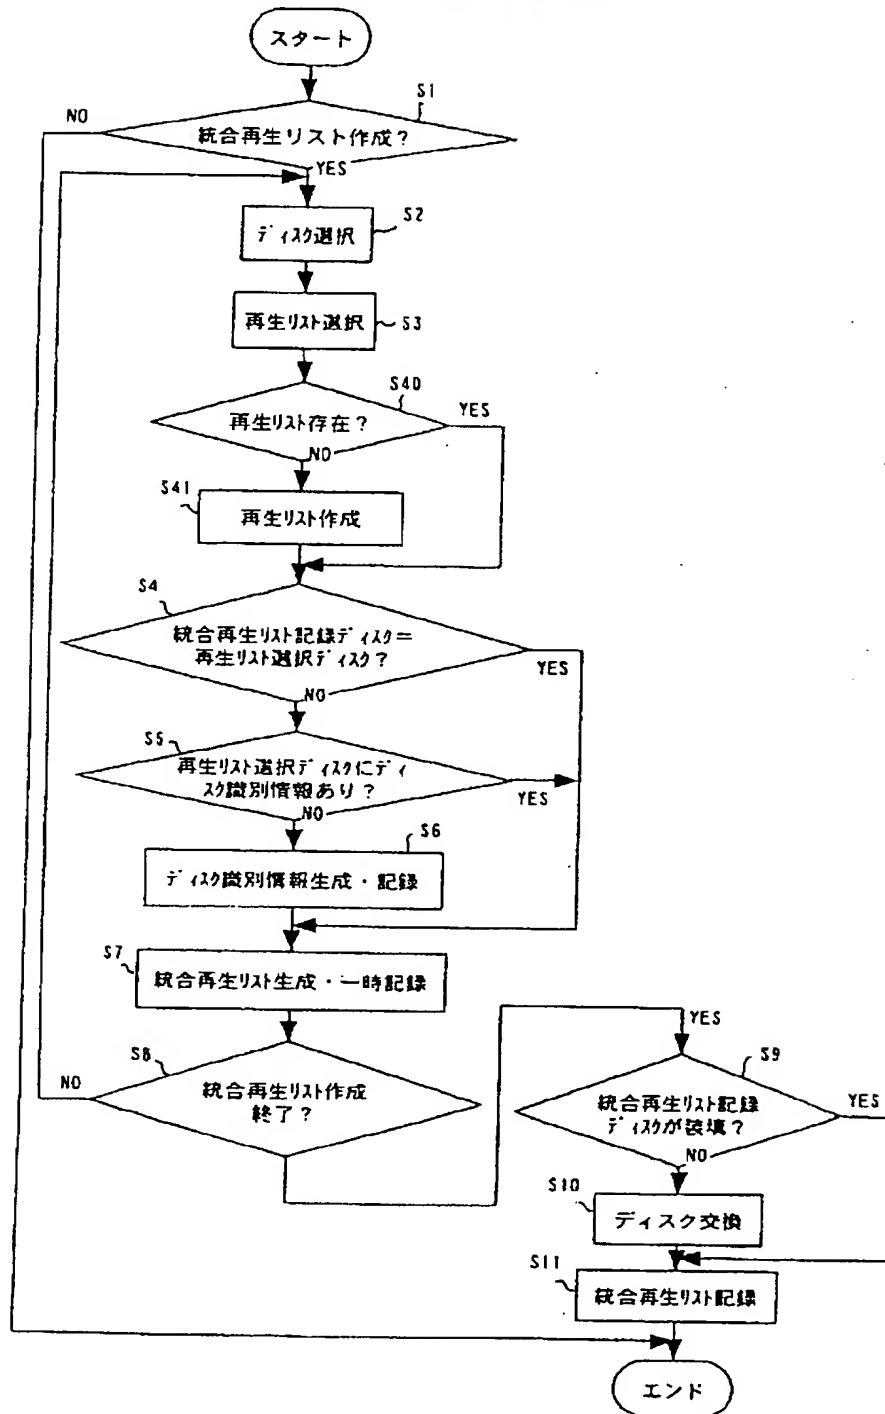 スタート
S1
NO
統合再生リスト作成?
YES
S2
ディスク選択
再生リスト選択
S3
S40
再生リスト存在?
YES
NO
S41
再生リスト作成
S4
統合再生リスト記録ディスク=
再生リスト選択ディスク?
YES
NO
S5
再生リスト選択ディスクにディ
スク識別情報あり?
YES
NO
S6
ディスク識別情報生成・記録
S7
統合再生リスト生成・一時記録
YES
S8
NO
統合再生リスト作成
終了?
S9
統合再生リスト記録
ディスクが装填?
YES
NO
S10
ディスク交換
S11
統合再生リスト記録
エンド